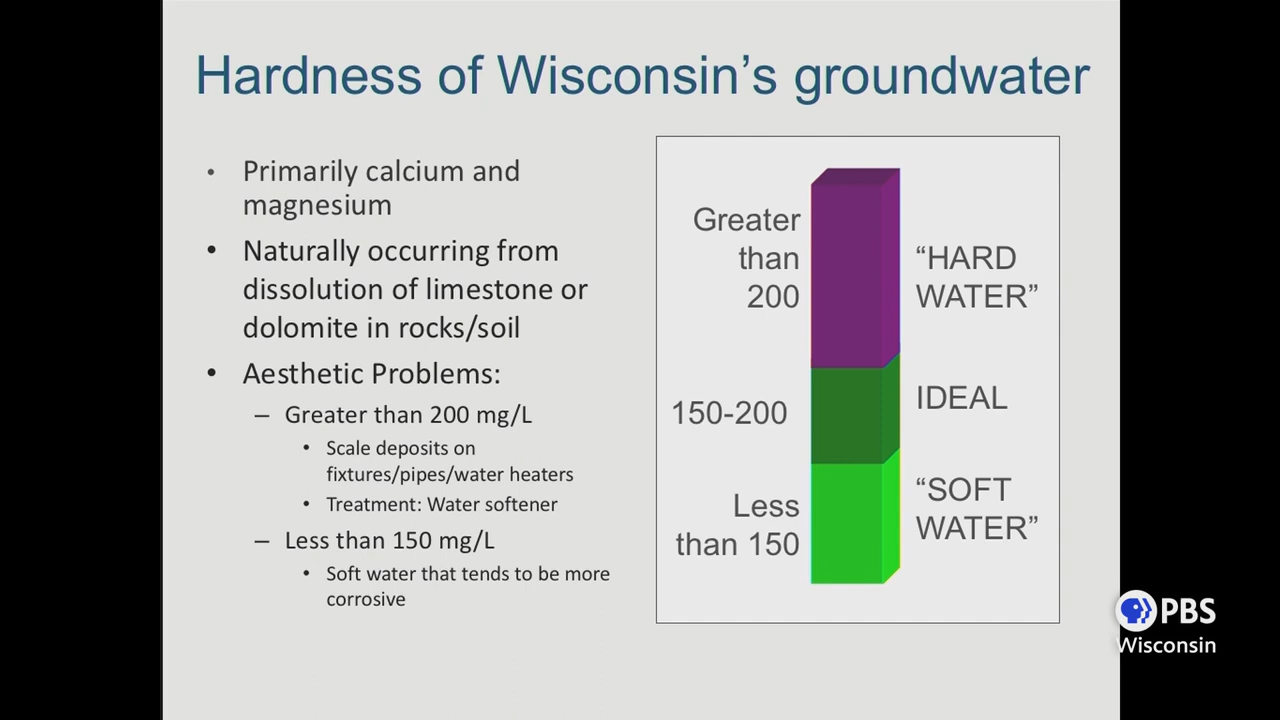 Hardness of Wisconsin’s groundwater
• Primarily calcium and
magnesium
• Naturally occurring from
dissolution of limestone or
dolomite in rocks/soil
• Aesthetic Problems:
– Greater than 200 mg/L
• Scale deposits on
fixtures/pipes/water heaters
• Treatment: Water softener
– Less than 150 mg/L
• Soft water that tends to be more
corrosive
Greater
than
200
“HARD
WATER”
150-200
IDEAL
Less
than 150
“SOFT
WATER”
PBS
Wisconsin